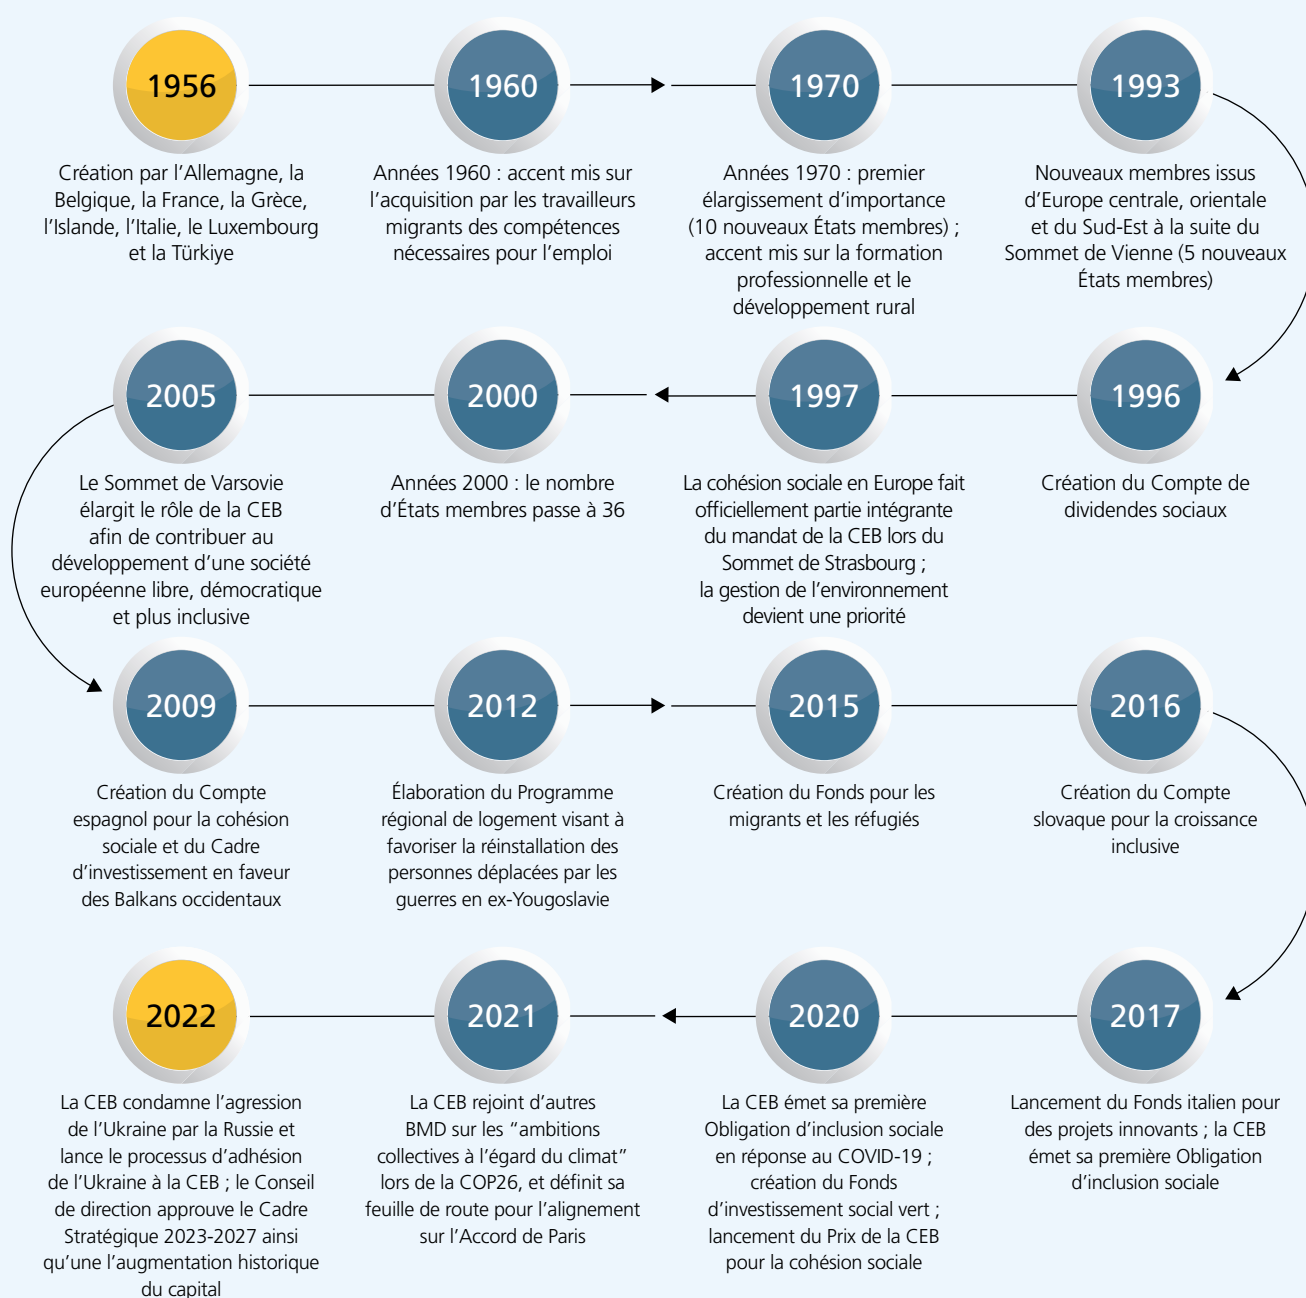 1956
Création par l'Allemagne, la
Belgique, la France, la Grèce,
l'Islande, l'Italie, le Luxembourg
et la Türkiye
1960
Années 1960 : accent mis sur
l'acquisition par les travailleurs
migrants des compétences
nécessaires pour l'emploi
1970
Années 1970 : premier
élargissement d'importance
(10 nouveaux États membres) ;
accent mis sur la formation
professionnelle et le
développement rural
1993
Nouveaux membres issus
d'Europe centrale, orientale
et du Sud-Est à la suite du
Sommet de Vienne (5 nouveaux
États membres)
1996
Création du Compte de
dividendes sociaux
1997
La cohésion sociale en Europe fait
officiellement partie intégrante
du mandat de la CEB lors du
Sommet de Strasbourg ;
la gestion de l'environnement
devient une priorité
2000
Années 2000 : le nombre
d'États membres passe à 36
2005
Le Sommet de Varsovie
élargit le rôle de la CEB
afin de contribuer au
développement d'une société
européenne libre, démocratique
et plus inclusive
2009
Création du Compte
espagnol pour la cohésion
sociale et du Cadre
d'investissement en faveur
des Balkans occidentaux
2012
Élaboration du Programme
régional de logement visant à
favoriser la réinstallation des
personnes déplacées par les
guerres en ex-Yougoslavie
2015
Création du Fonds pour les
migrants et les réfugiés
2016
Création du Compte
slovaque pour la croissance
inclusive
2017
Lancement du Fonds italien pour
des projets innovants ; la CEB
émet sa première Obligation
d'inclusion sociale
2020
La CEB émet sa première
Obligation d'inclusion sociale
en réponse au COVID-19 ;
création du Fonds
d'investissement social vert ;
lancement du Prix de la CEB
pour la cohésion sociale
2021
La CEB rejoint d'autres
BMD sur les “ambitions
collectives à l'égard du climat”
lors de la COP26, et définit sa
feuille de route pour l'alignement
sur l'Accord de Paris
2022
La CEB condamne l'agression
de l'Ukraine par la Russie et
lance le processus d'adhésion
de l'Ukraine à la CEB ; le Conseil
de direction approuve le Cadre
Stratégique 2023-2027 ainsi
qu'une l'augmentation historique
du capital